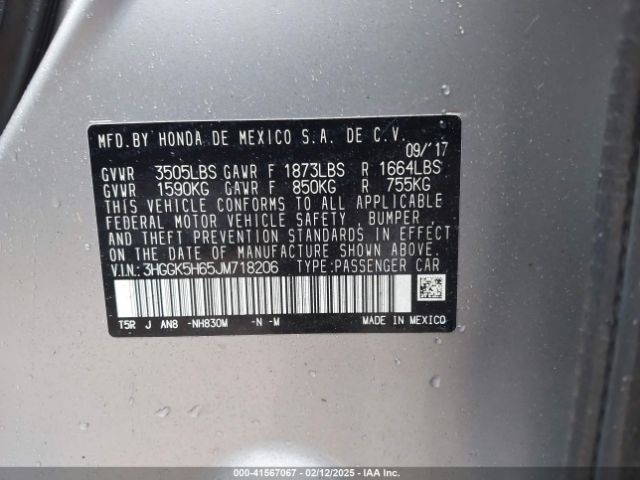 MFD.BY HONDA DE MEXICO S.A. DE C.V.
09/'17
GVWR 3505LBS GAWR F 1873LBS R 1664LBS
GVWR 1590KG GAWR F 850KG R 755KG
THIS VEHICLE CONFORMS TO ALL APPLICABLE
FEDERAL MOTOR VEHICLE SAFETY, BUMPER,
AND THEFT PREVENTION STANDARDS IN EFFECT
ON THE DATE OF MANUFACTURE SHOWN ABOVE.
V.I.N.: 3HGGK5H65JM718206 TYPE:PASSENGER CAR
T5R J AN8 -NH830M -N -M MADE IN MEXICO
000-41567067 / 02/12/2025 - IAA Inc.